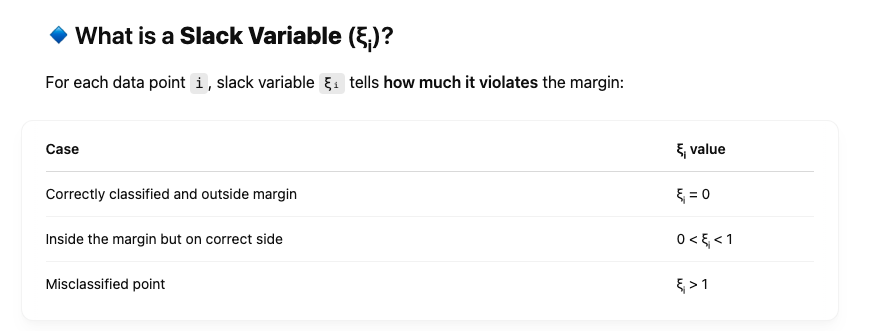 🔷 What is a Slack Variable (ξᵢ)?
For each data point i, slack variable ξᵢ tells how much it violates the margin:
Case ξᵢ value
Correctly classified and outside margin ξᵢ = 0
Inside the margin but on correct side 0 < ξᵢ < 1
Misclassified point ξᵢ > 1